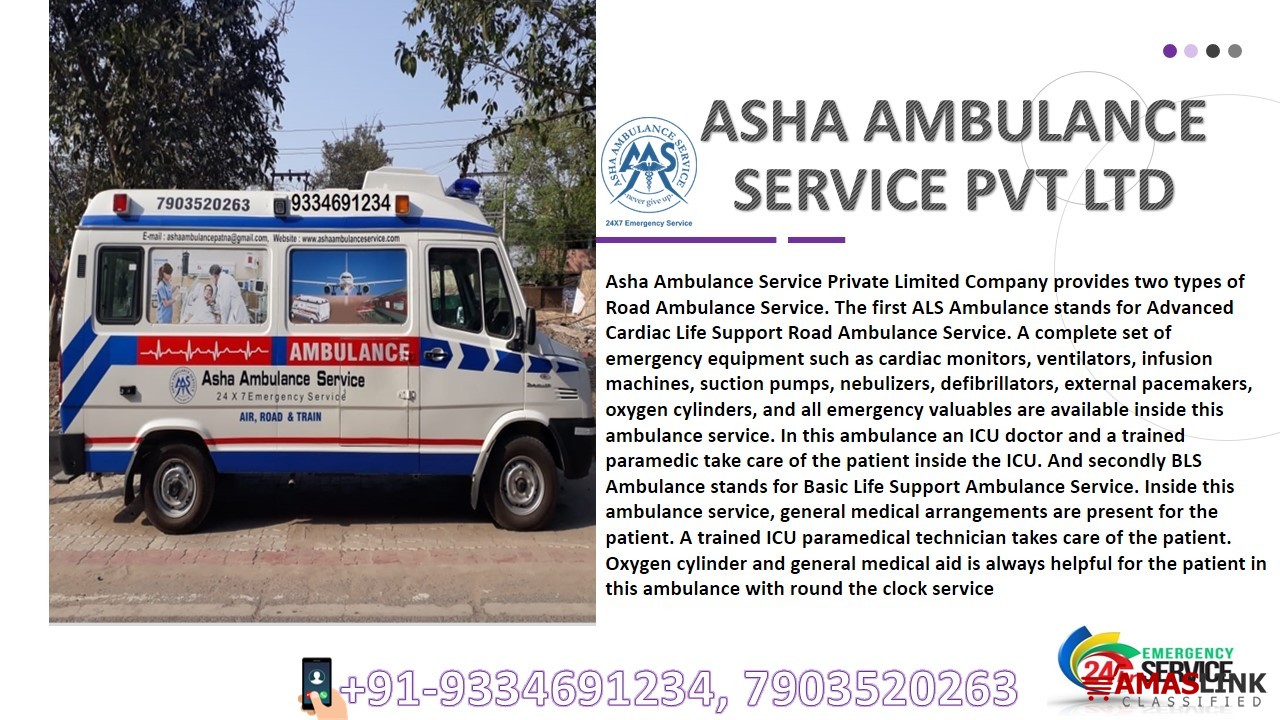 ASHA AMBULANCE
SERVICE PVT LTD
ASHA AMBULANCE SERVICE
AAS
never give up
24X7 Emergency Service
7903520263
9334691234
E-mail : ashaambulancepatna@gmail.com, Website : www.ashaambulanceservice.com
AMBULANCE
Asha Ambulance Service
24 X 7 Emergency Service
AIR, ROAD & TRAIN
Asha Ambulance Service Private Limited Company provides two types of
Road Ambulance Service. The first ALS Ambulance stands for Advanced
Cardiac Life Support Road Ambulance Service. A complete set of
emergency equipment such as cardiac monitors, ventilators, infusion
machines, suction pumps, nebulizers, defibrillators, external pacemakers,
oxygen cylinders, and all emergency valuables are available inside this
ambulance service. In this ambulance an ICU doctor and a trained
paramedic take care of the patient inside the ICU. And secondly BLS
Ambulance stands for Basic Life Support Ambulance Service. Inside this
ambulance service, general medical arrangements are present for the
patient. A trained ICU paramedical technician takes care of the patient.
Oxygen cylinder and general medical aid is always helpful for the patient in
this ambulance with round the clock service
+91-9334691234, 7903520263
EMERGENCY
24 SERVICE
AMASLINK
CLASSIFIED